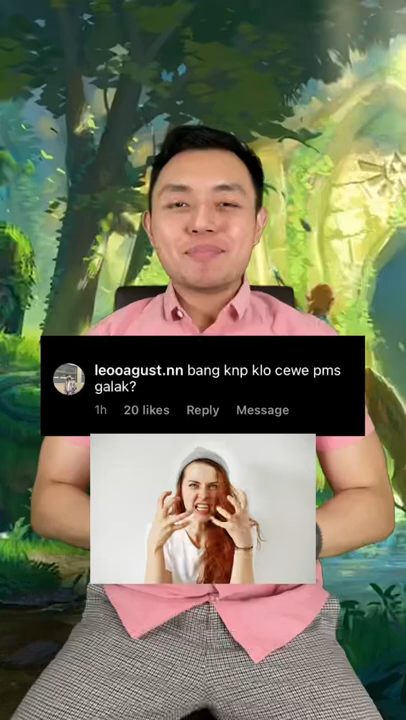 leooagust.nn bang knp klo cewe pms
galak?
1h 20 likes Reply Message